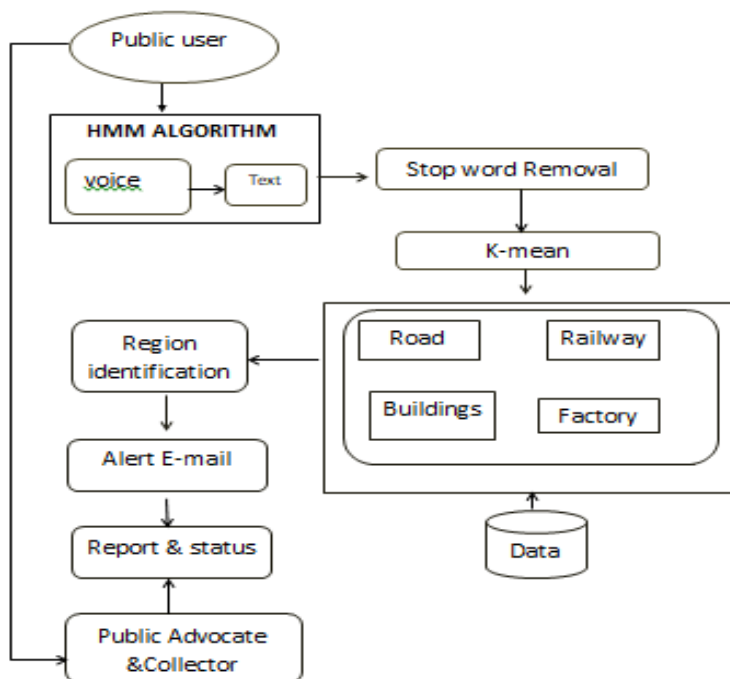 Public user
HMM ALGORITHM
voice
Text
Stop word Removal
K-mean
Road
Railway
Buildings
Factory
Region
identification
Alert E-mail
Report & status
Data
Public Advocate
&Collector